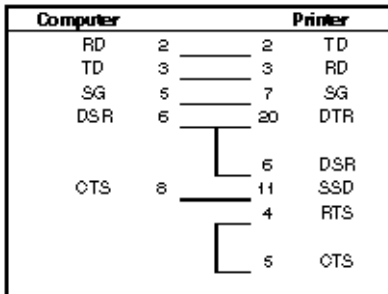 Computer Printer
RD 2 2 TD
TD 3 3 RD
SG 5 7 SG
DSR 6 20 DTR
6 DSR
CTS 8 11 SSD
4 RTS
5 CTS